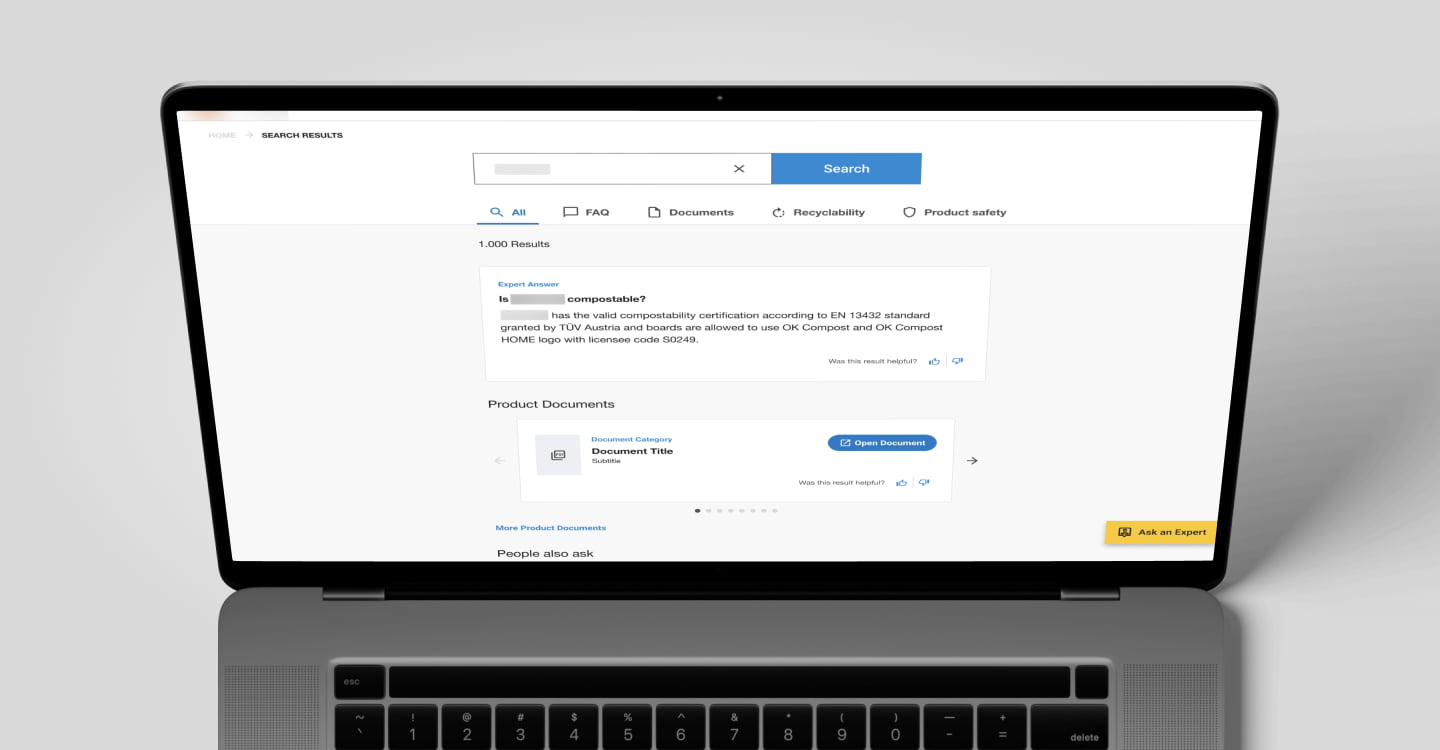 HOME → SEARCH RESULTS
Search
All FAQ Documents Recyclability Product safety
1.000 Results
Expert Answer
Is compostable?
has the valid compostability certification according to EN 13432 standard
granted by TÜV Austria and boards are allowed to use OK Compost and OK Compost
HOME logo with licensee code S0249.
Was this result helpful?
Product Documents
Document Category
Open Document
Document Title
Subtitle
Was this result helpful?
More Product Documents
Ask an Expert
People also ask
esc
~ ! @ # $ % ^ & * ( ) — +
` 1 2 3 4 5 6 7 8 9 0 - =
delete